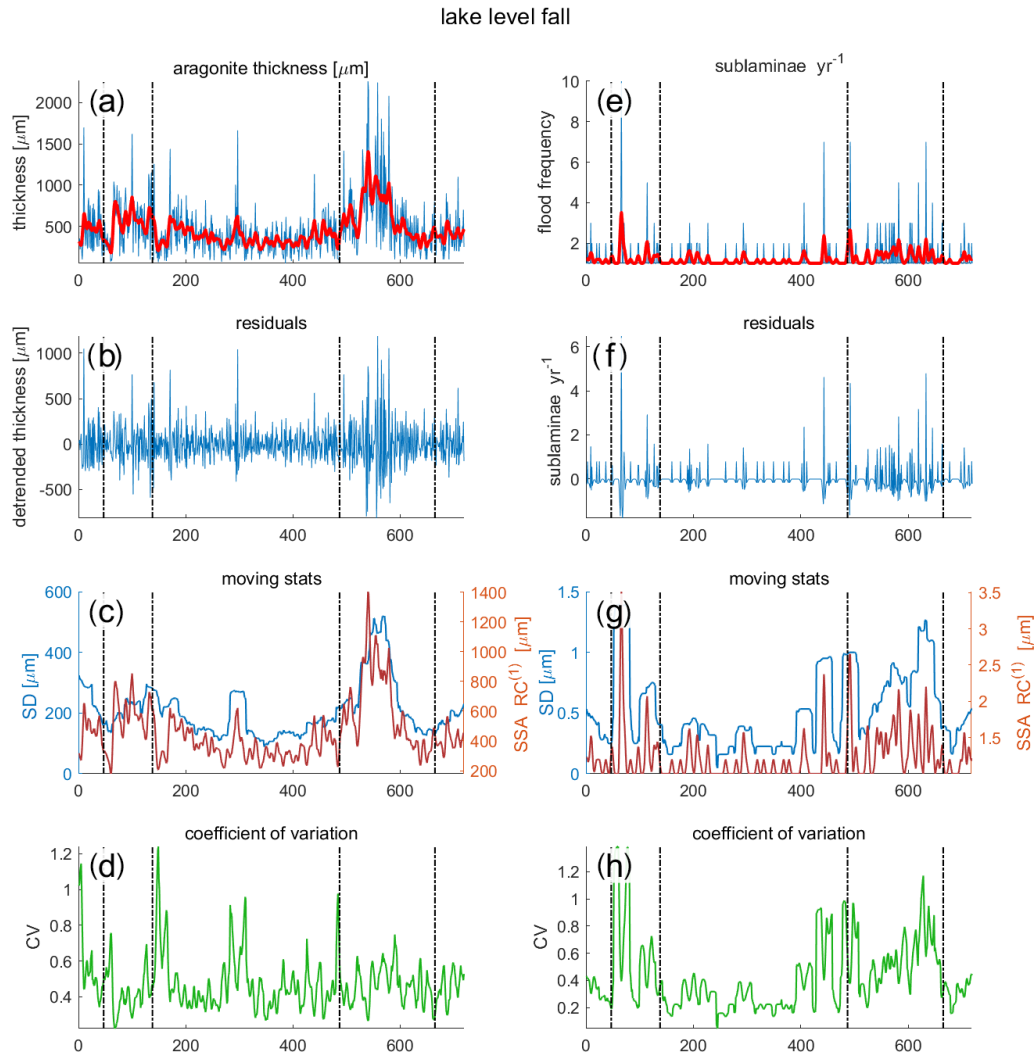 lake level fall
aragonite thickness [μm]
(a)
thickness [μm]
2000
1500
1000
500
0 200 400 600
sublaminae yr-1
(e)
flood frequency
10
8
6
4
2
0 200 400 600
residuals
(b)
detrended thickness [μm]
1000
500
0
-500
0 200 400 600
residuals
(f)
sublaminae yr-1
6
4
2
0
0 200 400 600
moving stats
(c)
SD [μm]
600
400
200
0
SSA RC(1) [μm]
1400
1200
1000
800
600
400
200
0 200 400 600
moving stats
(g)
SD [μm]
1.5
1
0.5
0
SSA RC(1) [μm]
3.5
3
2.5
2
1.5
0 200 400 600
coefficient of variation
(d)
CV
1.2
1
0.8
0.6
0.4
0 200 400 600
coefficient of variation
(h)
CV
1.2
1
0.8
0.6
0.4
0.2
0 200 400 600